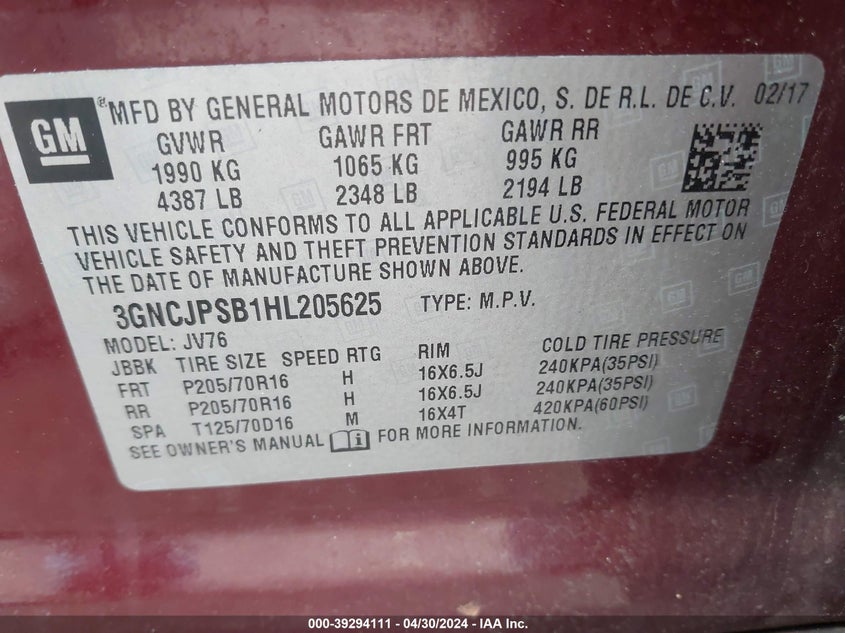 GM
® MFD BY GENERAL MOTORS DE MEXICO, S. DE R.L. DE C.V. 02/17
GVWR GAWR FRT GAWR RR
1990 KG 1065 KG 995 KG
4387 LB 2348 LB 2194 LB
THIS VEHICLE CONFORMS TO ALL APPLICABLE U.S. FEDERAL MOTOR
VEHICLE SAFETY AND THEFT PREVENTION STANDARDS IN EFFECT ON
THE DATE OF MANUFACTURE SHOWN ABOVE.
3GNCJPSB1HL205625 TYPE: M.P.V.
MODEL: JV76
JBBK TIRE SIZE SPEED RTG RIM COLD TIRE PRESSURE
FRT P205/70R16 H 16X6.5J 240KPA(35PSI)
RR P205/70R16 H 16X6.5J 240KPA(35PSI)
SPA T125/70D16 M 16X4T 420KPA(60PSI)
SEE OWNER'S MANUAL FOR MORE INFORMATION.
000-39294111 - 04/30/2024 - IAA Inc.